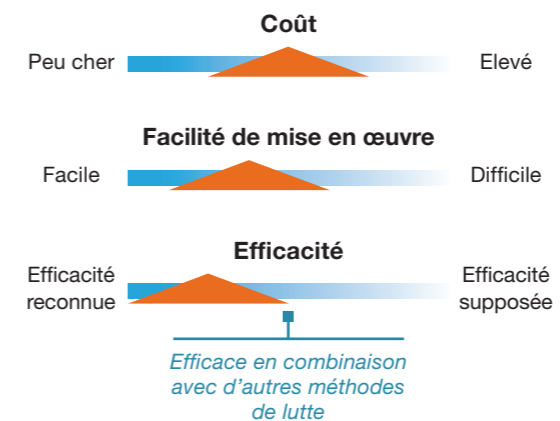 Coût
Peu cher
Elevé
Facilité de mise en œuvre
Facile
Difficile
Efficacité
Efficacité
reconnue
Efficacité
supposée
Efficace en combinaison
avec d'autres méthodes
de lutte